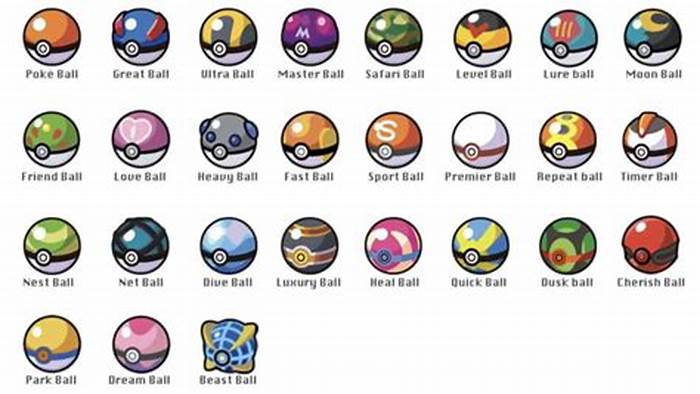 Poké Ball Great Ball Ultra Ball Master Ball Safari Ball Level Ball Lure ball Moon Ball
Friend Ball Love Ball Heavy Ball Fast Ball Sport Ball Premier Ball Repeat ball Timer Ball
Nest Ball Net Ball Dive Ball Luxury Ball Heal Ball Quick Ball Dusk ball Cherish Ball
Park Ball Dream Ball Beast Ball